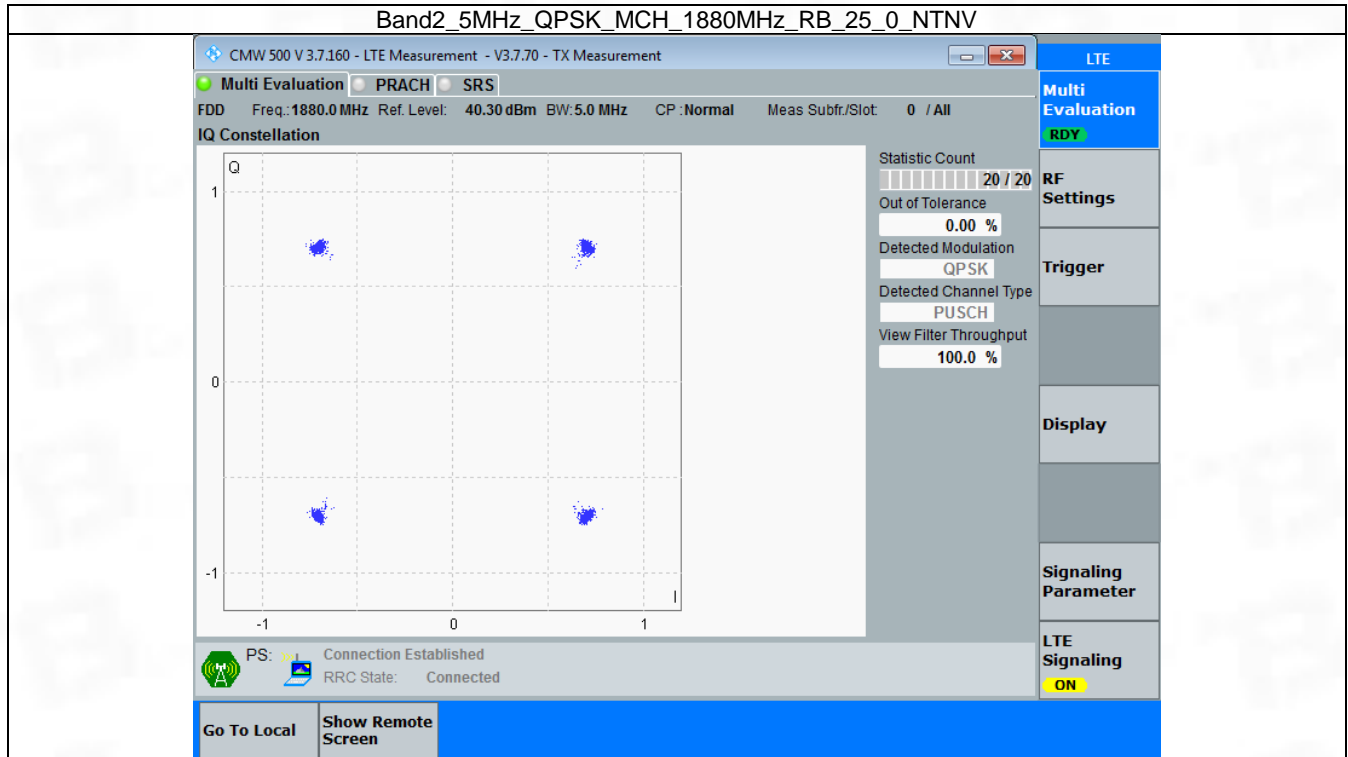 Band2_5MHz_QPSK_MCH_1880MHz_RB_25_0_NTNV
CMW 500 V 3.7.160 - LTE Measurement - V3.7.70 - TX Measurement
LTE
Multi Evaluation PRACH SRS
FDD Freq.: 1880.0 MHz Ref. Level: 40.30 dBm BW: 5.0 MHz CP : Normal Meas Subfr./Slot: 0 / All
IQ Constellation
Q
1
0
-1
-1 0 1
I
Statistic Count
20 / 20
Out of Tolerance
0.00 %
Detected Modulation
QPSK
Detected Channel Type
PUSCH
View Filter Throughput
100.0 %
Multi
Evaluation
RDY
RF
Settings
Trigger
Display
Signaling
Parameter
LTE
Signaling
ON
PS: Connection Established
RRC State: Connected
Go To Local
Show Remote
Screen